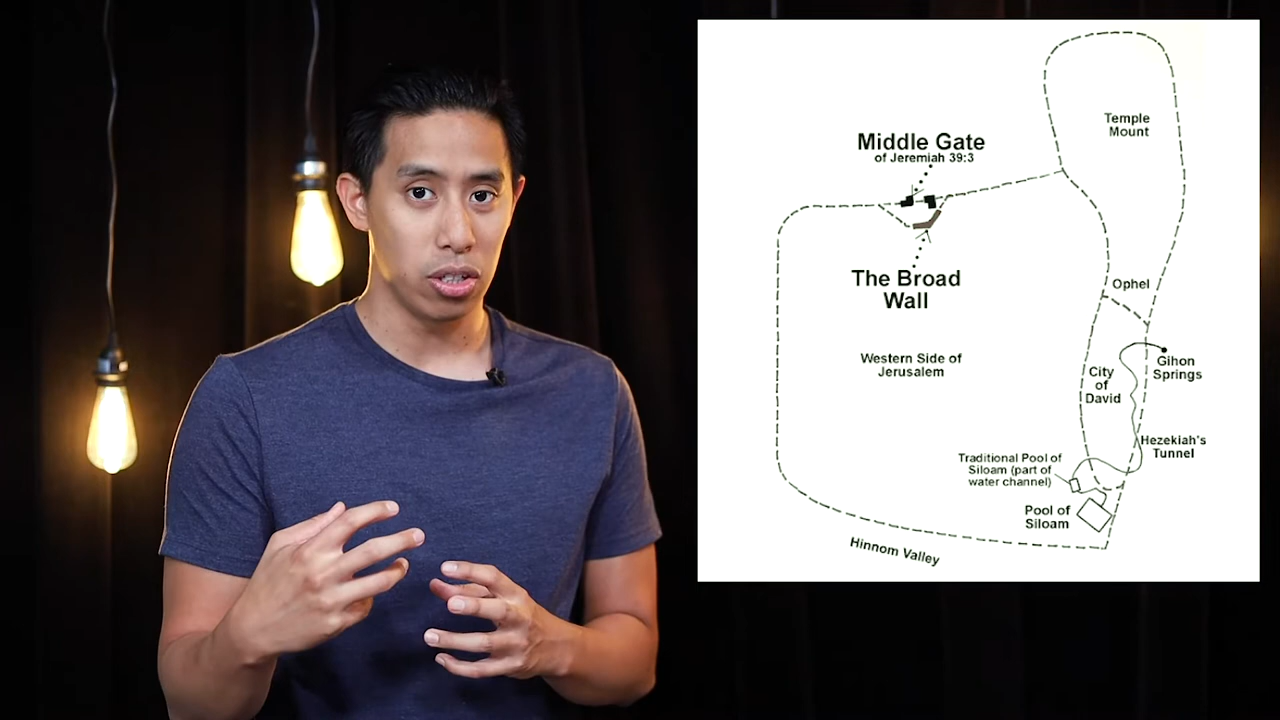 Temple
Mount
Middle Gate
of Jeremiah 39:3
The Broad
Wall
Ophel
Western Side of
Jerusalem
Gihon
Springs
City
of
David
Hezekiah's
Tunnel
Traditional Pool of
Siloam (part of
water channel)
Pool of
Siloam
Hinnom Valley